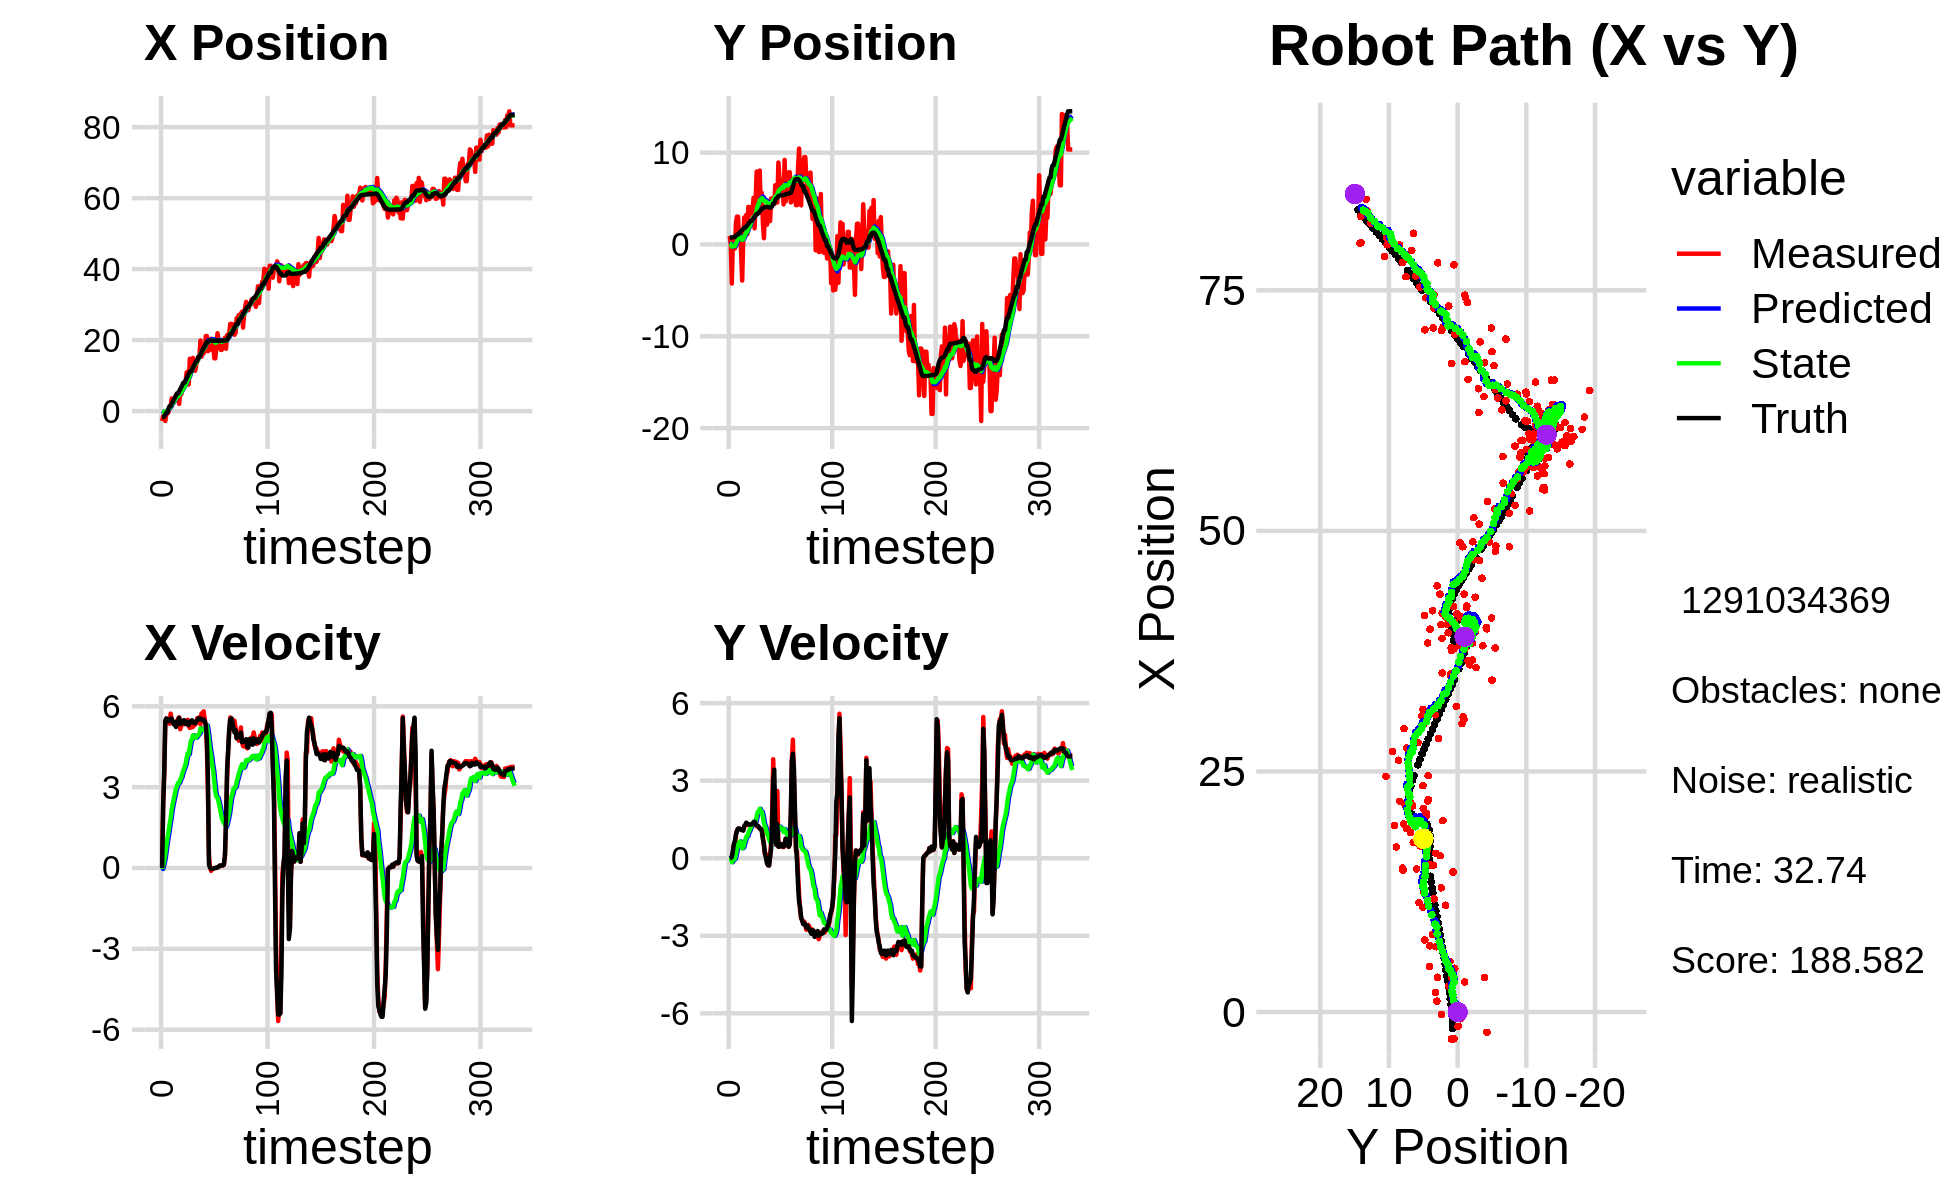 X Position
80
60
40
20
0
0
100
200
300
timestep
Y Position
10
0
-10
-20
0
100
200
300
timestep
X Velocity
6
3
0
-3
-6
0
100
200
300
timestep
Y Velocity
6
3
0
-3
-6
0
100
200
300
timestep
Robot Path (X vs Y)
X Position
75
50
25
0
20 10 0 -10 -20
Y Position
variable
Measured
Predicted
State
Truth
1291034369
Obstacles: none
Noise: realistic
Time: 32.74
Score: 188.582